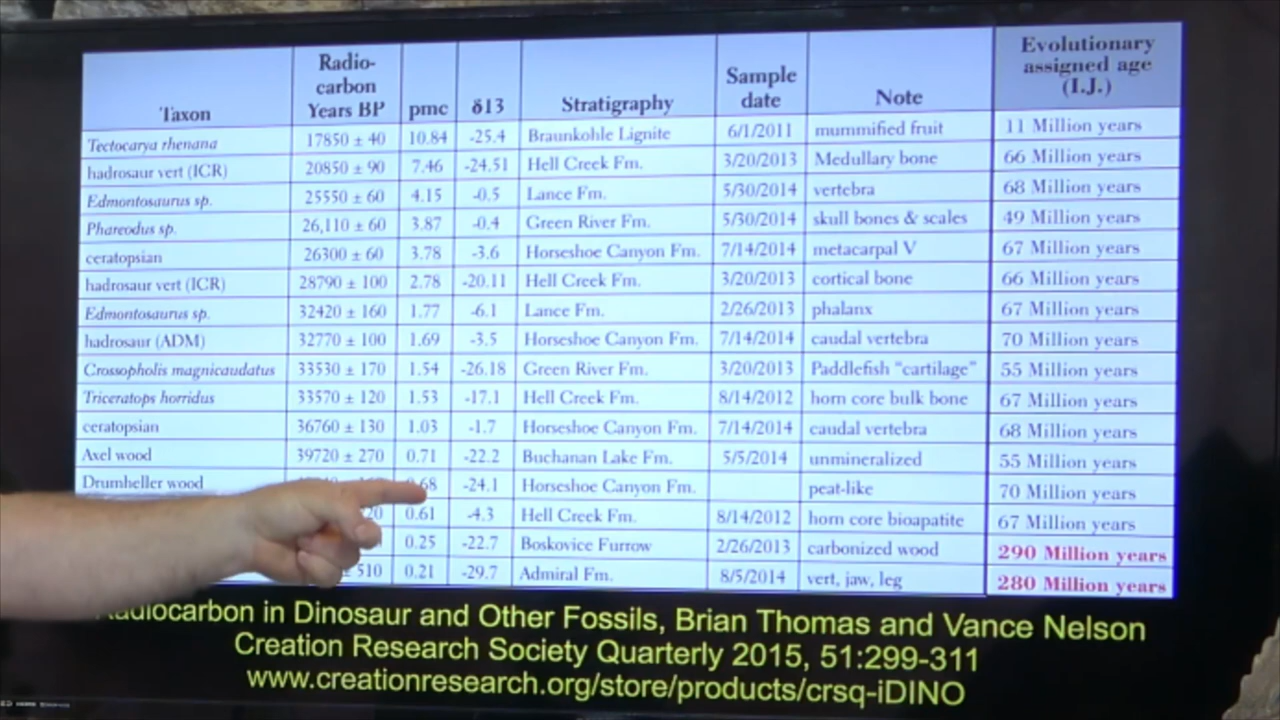 Taxon Radio-carbon Years BP pmc δ13 Stratigraphy Sample date Note Evolutionary assigned age (I.J.)
Tectocarya rhenana 17850 ± 40 10.84 -25.4 Braunkohle Lignite 6/1/2011 mummified fruit 11 Million years
hadrosaur vert (ICR) 20850 ± 90 7.46 -24.51 Hell Creek Fm. 3/20/2013 Medullary bone 66 Million years
Edmontosaurus sp. 25550 ± 60 4.15 -0.5 Lance Fm. 5/30/2014 vertebra 68 Million years
Phareodus sp. 26,110 ± 60 3.87 -0.4 Green River Fm. 5/30/2014 skull bones & scales 49 Million years
ceratopsian 26300 ± 60 3.78 -3.6 Horseshoe Canyon Fm. 7/14/2014 metacarpal V 67 Million years
hadrosaur vert (ICR) 28790 ± 100 2.78 -20.11 Hell Creek Fm. 3/20/2013 cortical bone 66 Million years
Edmontosaurus sp. 32420 ± 160 1.77 -6.1 Lance Fm. 2/26/2013 phalanx 67 Million years
hadrosaur (ADM) 32770 ± 100 1.69 -3.5 Horseshoe Canyon Fm. 7/14/2014 caudal vertebra 70 Million years
Crossopholis magnicaudatus 33530 ± 170 1.54 -26.18 Green River Fm. 3/20/2013 Paddlefish "cartilage" 55 Million years
Triceratops horridus 33570 ± 120 1.53 -17.1 Hell Creek Fm. 8/14/2012 horn core bulk bone 67 Million years
ceratopsian 36760 ± 130 1.03 -1.7 Horseshoe Canyon Fm. 7/14/2014 caudal vertebra 68 Million years
Axel wood 39720 ± 270 0.71 -22.2 Buchanan Lake Fm. 5/5/2014 unmineralized 55 Million years
Drumheller wood -24.1 Horseshoe Canyon Fm. peat-like 70 Million years
0.61 -4.3 Hell Creek Fm. 8/14/2012 horn core bioapatite 67 Million years
0.25 -22.7 Boskovice Furrow 2/26/2013 carbonized wood 290 Million years
± 510 0.21 -29.7 Admiral Fm. 8/5/2014 vert, jaw, leg 280 Million years
in Dinosaur and Other Fossils, Brian Thomas and Vance Nelson
Creation Research Society Quarterly 2015, 51:299-311
www.creationresearch.org/store/products/crsq-iDINO